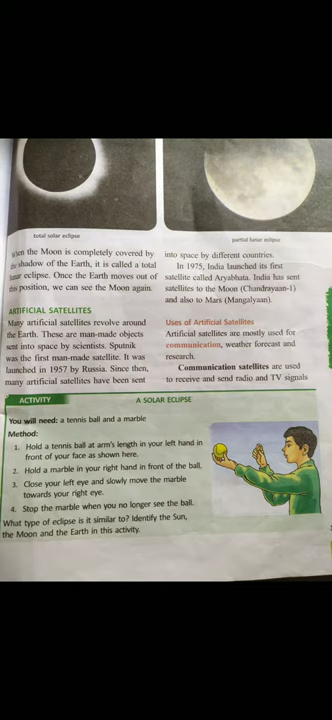 total solar eclipse
partial lunar eclipse
When the Moon is completely covered by
the shadow of the Earth, it is called a total
lunar eclipse. Once the Earth moves out of
this position, we can see the Moon again.
ARTIFICIAL SATELLITES
Many artificial satellites revolve around
the Earth. These are man-made objects
sent into space by scientists. Sputnik
was the first man-made satellite. It was
launched in 1957 by Russia. Since then,
many artificial satellites have been sent
into space by different countries.
In 1975, India launched its first
satellite called Aryabhata. India has sent
satellites to the Moon (Chandrayaan-1)
and also to Mars (Mangalyaan).
Uses of Artificial Satellites
Artificial satellites are mostly used for
communication, weather forecast and
research.
Communication satellites are used
to receive and send radio and TV signals
ACTIVITY A SOLAR ECLIPSE
You will need: a tennis ball and a marble
Method:
1. Hold a tennis ball at arm's length in your left hand in
front of your face as shown here.
2. Hold a marble in your right hand in front of the ball.
3. Close your left eye and slowly move the marble
towards your right eye.
4. Stop the marble when you no longer see the ball.
What type of eclipse is it similar to? Identify the Sun,
the Moon and the Earth in this activity.